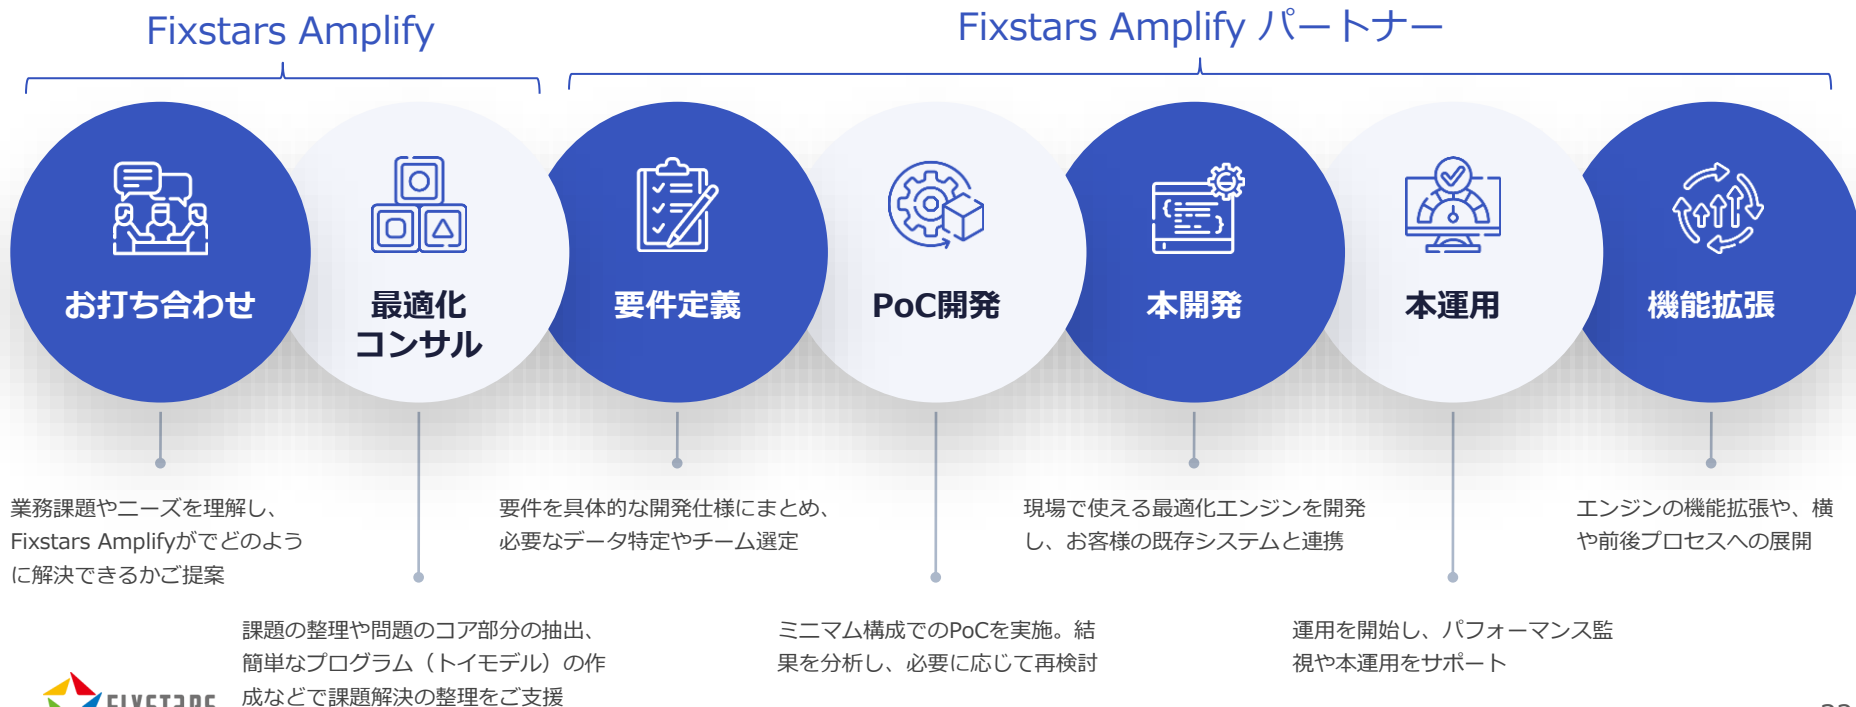 Fixstars Amplify
Fixstars Amplify パートナー
お打ち合わせ
最適化
コンサル
要件定義
PoC開発
本開発
本運用
機能拡張
業務課題やニーズを理解し、
Fixstars Amplifyがでどのよう
に解決できるかご提案
課題の整理や問題のコア部分の抽出、
簡単なプログラム（トイモデル）の作
成などで課題解決の整理をご支援
要件を具体的な開発仕様にまとめ、
必要なデータ特定やチーム選定
ミニマム構成でのPoCを実施。結
果を分析し、必要に応じて再検討
現場で使える最適化エンジンを開発
し、お客様の既存システムと連携
運用を開始し、パフォーマンス監
視や本運用をサポート
エンジンの機能拡張や、横
や前後プロセスへの展開
FIXSTARS